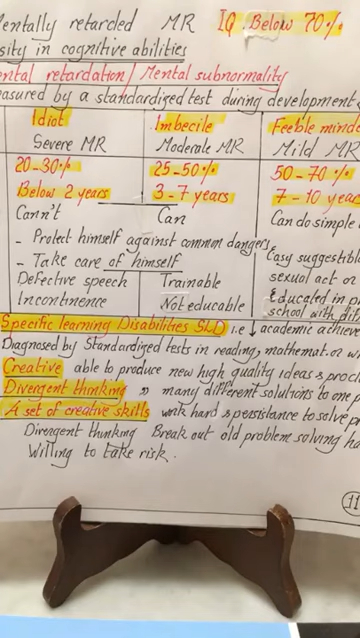 Mentally retarded MR IQ Below 70%
sity in cognitive abilities
ental retardation/ Mental subnormality
easured by a standardized test during development
Idiot Imbecile Feeble mind
Severe MR Moderate MR Mild MR
20-30% 25-50% 50-70%
Below 2 years 3-7 years 7-10 year
Cann't Can Can do simple
- Protect himself against common dangers,
- Take care of himself Easy suggestible
Defective speech Trainable sexual act or
Incontinence Not educable Educated in p
school with dif
Specific learning Disabilities SLD i.e ↓ academic achieve
Diagnosed by Standardized tests in reading, mathemat. or w
Creative able to produce new high quality ideas & prod
Divergent thinking ,, many different solutions to one p
A set of creative skills with hard & persistance to solve p
Divergent thinking Break out old problem solving ha
Willing to take risk.
11